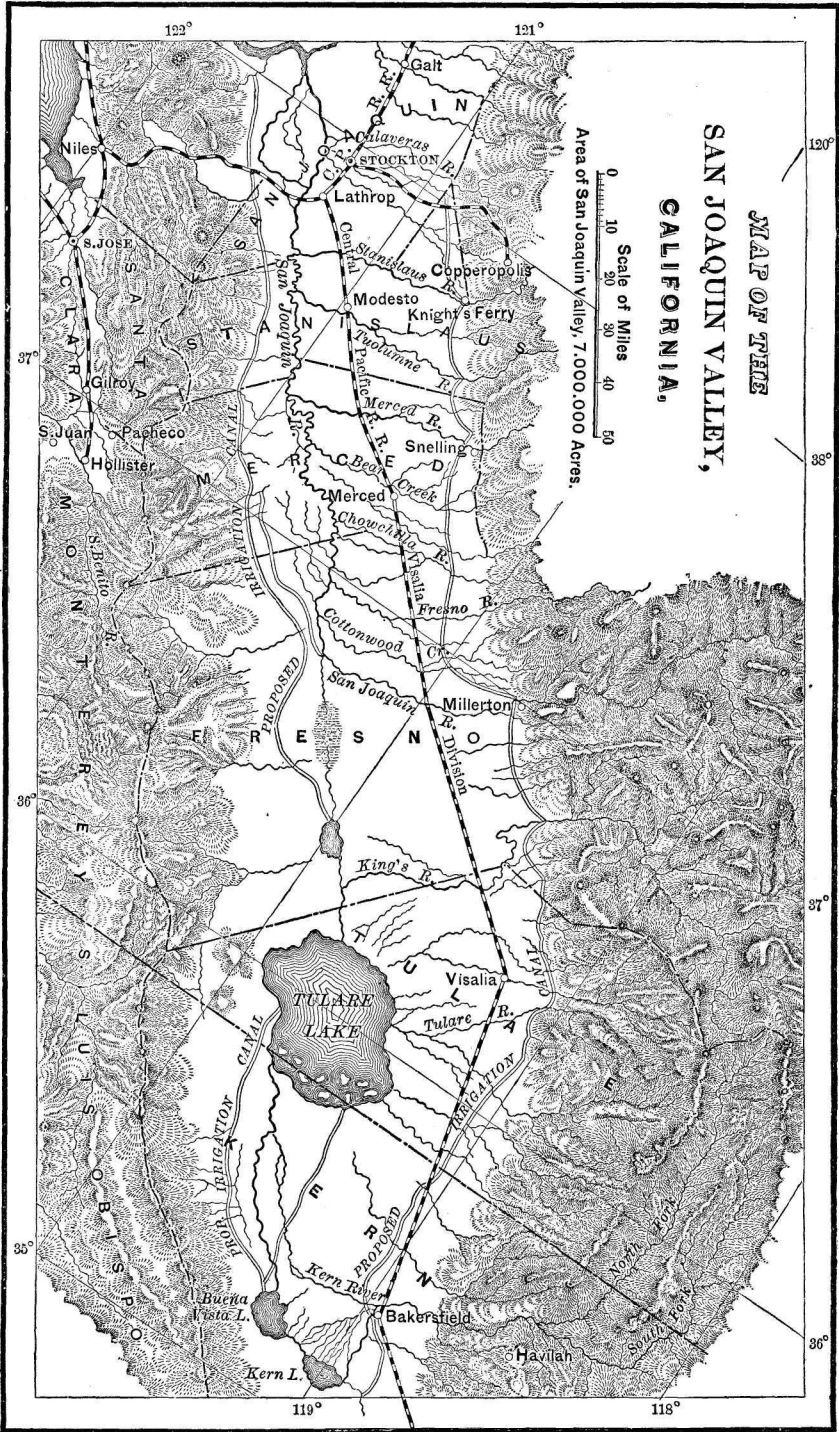 MAP OF THE
SAN JOAQUIN VALLEY,
CALIFORNIA.
Scale of Miles
0 10 20 30 40 50
Area of San Joaquin Valley, 7.000.000 Acres.
122°
121°
120°
38°
37°
36°
118°
119°
35°
36°
37°
Galt
C. P. R. R.
Calaveras R.
STOCKTON
Niles
Lathrop
S. JOSE
SAN JOAQUIN
Central Pacific R. R.
Visalia Division
Stanislaus R.
Copperopolis
San Joaquin R.
Modesto
Knight's Ferry
STANISLAUS
Tuolumne R.
SANTA CLARA
Gilroy
Merced R.
S. Juan
Pacheco
Snelling
Hollister
MERCED
Bear Creek
Merced
Chowchilla R.
PROPOSED IRRIGATION CANAL
S. Benito R.
Fresno R.
Cottonwood Cr.
San Joaquin R.
Millerton
FRESNO
MONTEREY
King's R.
TULARE
Visalia
TULARE
LAKE
Tulare R.
PROPOSED IRRIGATION CANAL
S. LUIS OBISPO
PRIOR IRRIGATION CANAL
KERN
North Fork
South Fork
Kern River
Buena
Vista L.
Bakersfield
Kern L.
Havilah